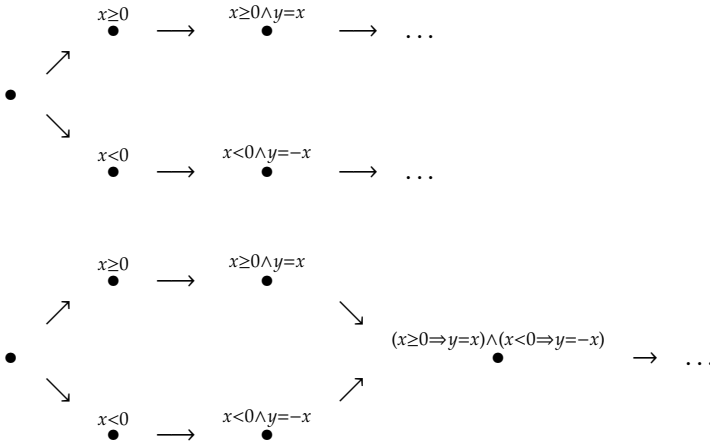 x≥0 x≥0∧y=x
• ⟶ • ⟶ …
•
x<0 x<0∧y=−x
• ⟶ • ⟶ …
x≥0 x≥0∧y=x
• ⟶ •
(x≥0⇒y=x)∧(x<0⇒y=−x)
• • → …
x<0 x<0∧y=−x
• ⟶ •